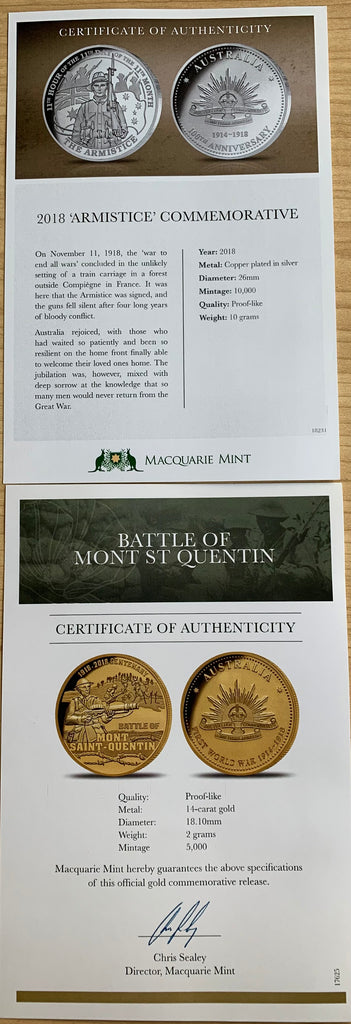 CERTIFICATE OF AUTHENTICITY
11TH HOUR OF THE 11TH DAY OF THE 11TH MONTH
THE ARMISTICE
AUSTRALIA
1914-1918
100TH ANNIVERSARY
2018 'ARMISTICE' COMMEMORATIVE
On November 11, 1918, the 'war to
end all wars' concluded in the unlikely
setting of a train carriage in a forest
outside Compiègne in France. It was
here that the Armistice was signed, and
the guns fell silent after four long years
of bloody conflict.
Australia rejoiced, with those who
had waited so patiently and been so
resilient on the home front finally able
to welcome their loved ones home. The
jubilation was, however, mixed with
deep sorrow at the knowledge that so
many men would never return from the
Great War.
Year: 2018
Metal: Copper plated in silver
Diameter: 26mm
Mintage: 10,000
Quality: Proof-like
Weight: 10 grams
18231
MACQUARIE MINT
BATTLE OF
MONT ST QUENTIN
CERTIFICATE OF AUTHENTICITY
1918-2018 CENTENARY
BATTLE OF
MONT
SAINT-QUENTIN
AUSTRALIA
WORLD WAR 1914-1918
Quality: Proof-like
Metal: 14-carat gold
Diameter: 18.10mm
Weight: 2 grams
Mintage 5,000
Macquarie Mint hereby guarantees the above specifications
of this official gold commemorative release.
Chris Sealey
Director, Macquarie Mint
17625